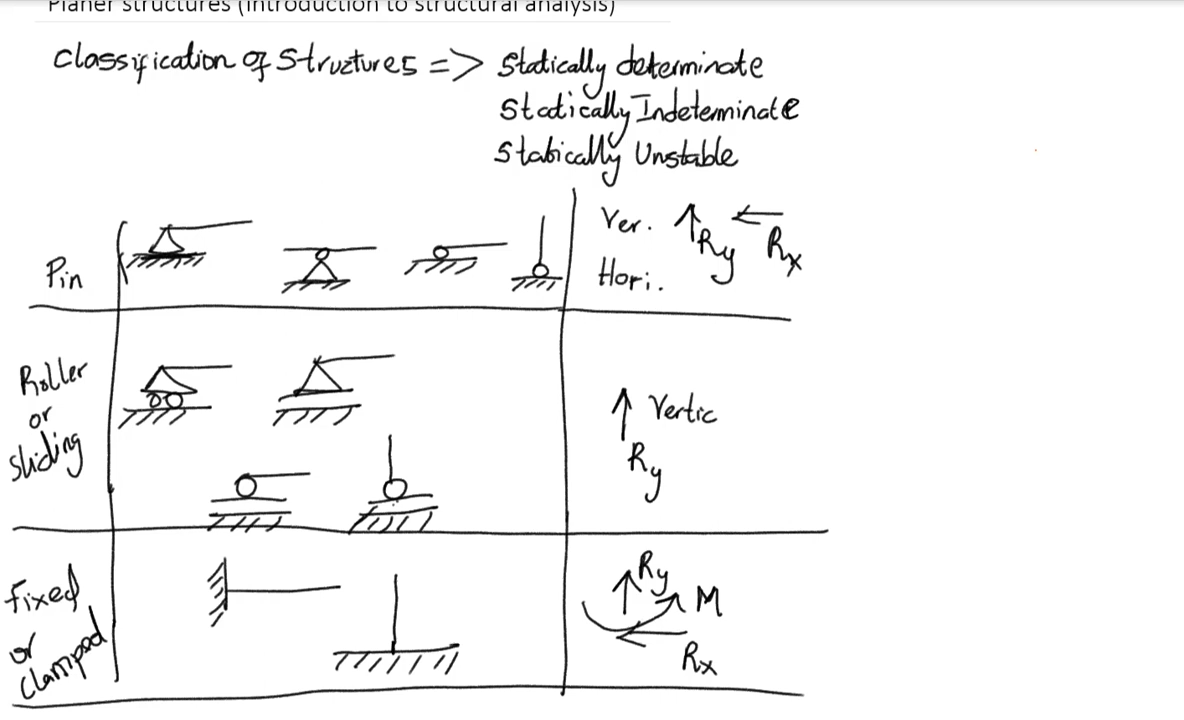 Planer structures (introduction to structural analysis)
Classification of Structures => Statically determinate
Statically Indeterminate
Statically Unstable
Pin
Ver. ↑Ry ←Rx
Hori.
Roller
or
sliding
↑ Vertic
Ry
Fixed
or
Clamped
↑Ry
M
Rx